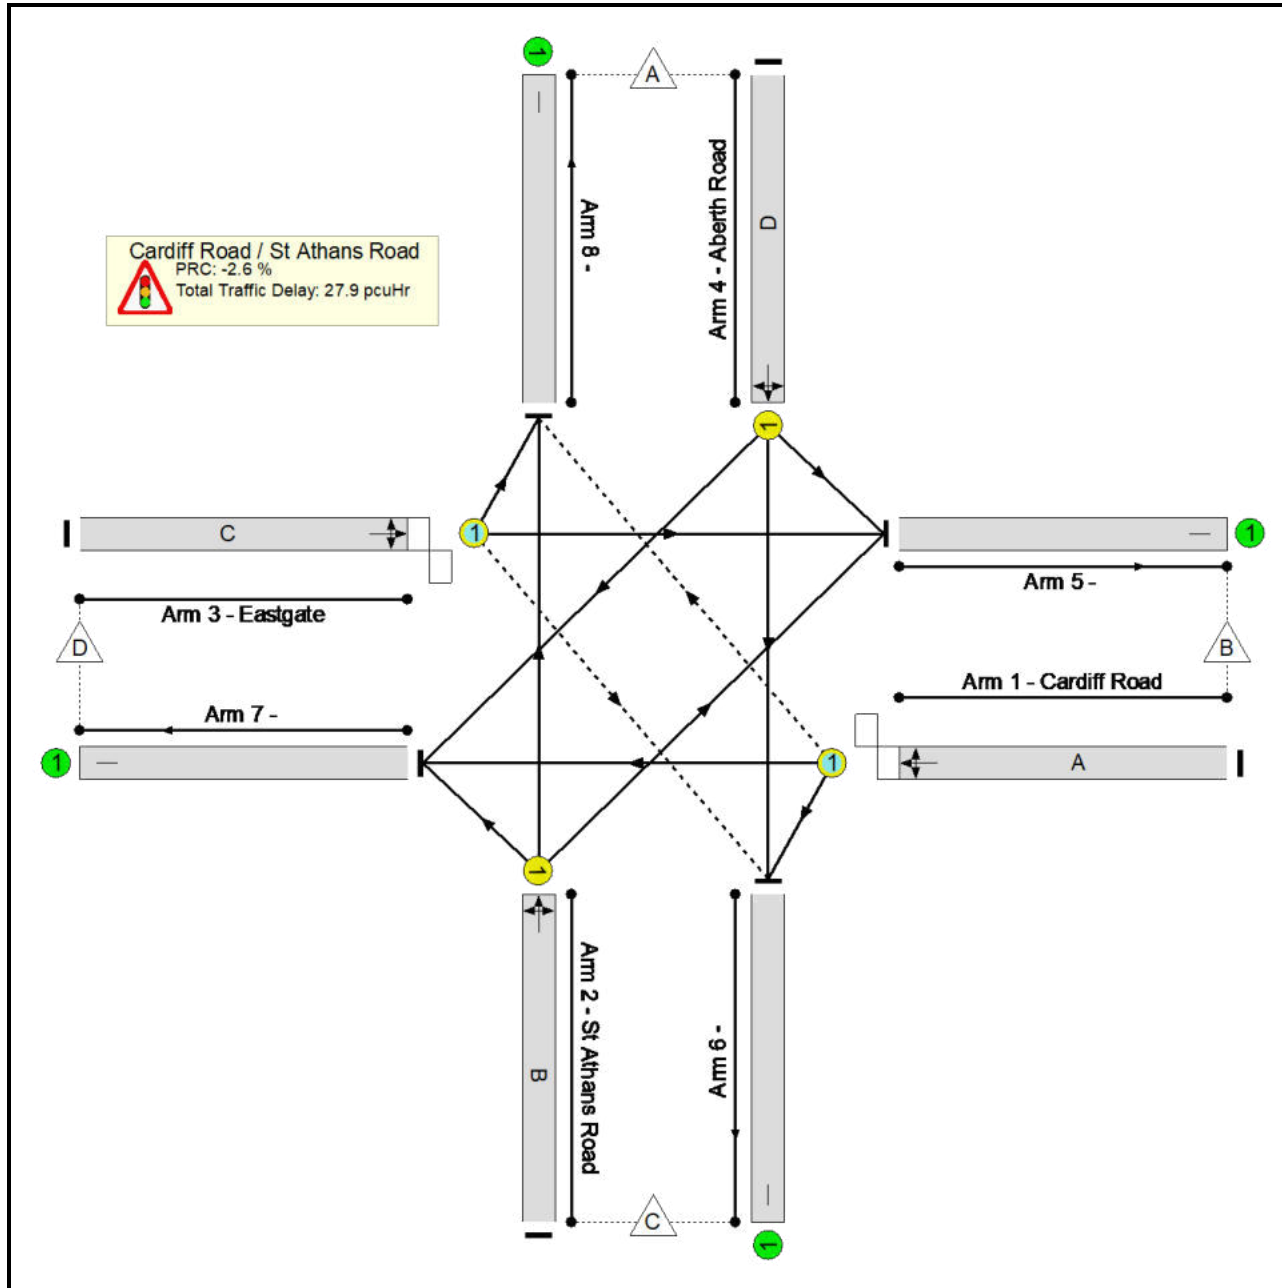 1
A
Arm 8 -
Arm 4 - Aberth Road
D
Cardiff Road / St Athans Road
PRC: -2.6 %
Total Traffic Delay: 27.9 pcuHr
1
C
1
1
Arm 5 -
Arm 3 - Eastgate
D
B
Arm 1 - Cardiff Road
Arm 7 -
1
1
A
1
B
Arm 2 - St Athans Road
Arm 6 -
C
1